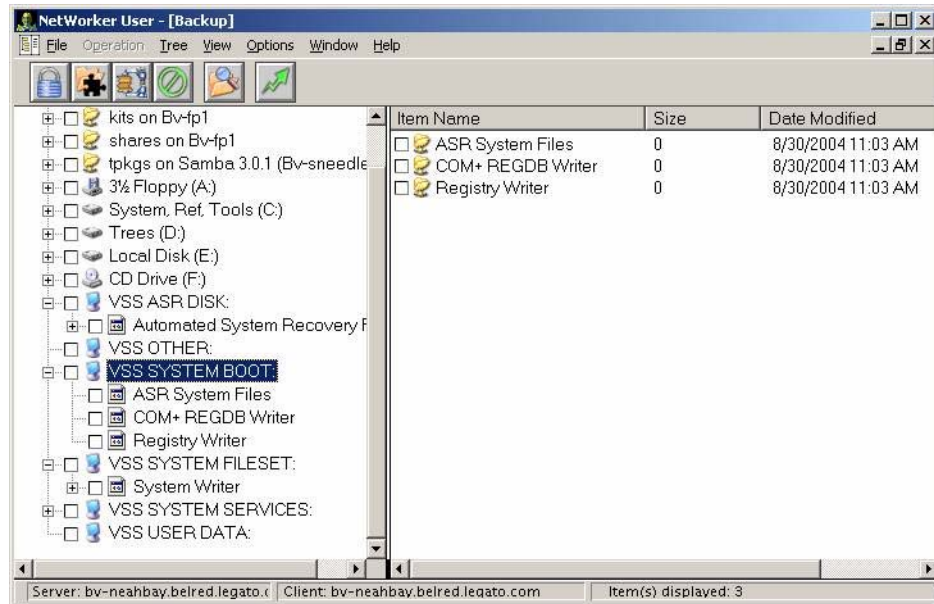 NetWorker User - [Backup]
File Operation Tree View Options Window Help
kits on Bv-fp1
shares on Bv-fp1
tpkgs on Samba 3.0.1 (Bv-sneedle
3½ Floppy (A:)
System, Ref, Tools (C:)
Trees (D:)
Local Disk (E:)
CD Drive (F:)
VSS ASR DISK:
Automated System Recovery F
VSS OTHER:
VSS SYSTEM BOOT:
ASR System Files
COM+ REGDB Writer
Registry Writer
VSS SYSTEM FILESET:
System Writer
VSS SYSTEM SERVICES:
VSS USER DATA:
Item Name Size Date Modified
ASR System Files 0 8/30/2004 11:03 AM
COM+ REGDB Writer 0 8/30/2004 11:03 AM
Registry Writer 0 8/30/2004 11:03 AM
Server: bv-neahbay.belred.legato.c Client: bv-neahbay.belred.legato.com Item(s) displayed: 3